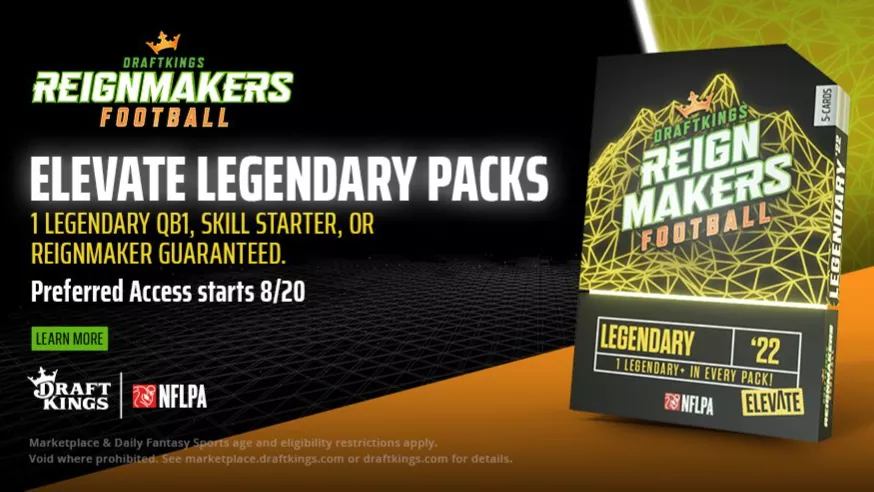 DRAFTKINGS
REIGNMAKERS
FOOTBALL
ELEVATE LEGENDARY PACKS
1 LEGENDARY QB1, SKILL STARTER, OR
REIGNMAKER GUARANTEED.
Preferred Access starts 8/20
LEARN MORE
DRAFT
KINGS
NFLPA
Marketplace & Daily Fantasy Sports age and eligibility restrictions apply.
Void where prohibited. See marketplace.draftkings.com or draftkings.com for details.
DRAFTKINGS
REIGN
MAKERS
FOOTBALL
LEGENDARY
'22
1 LEGENDARY+ IN EVERY PACK!
NFLPA
ELEVATE
5-CARDS
LEGENDARY '22
REIGNMAKERS